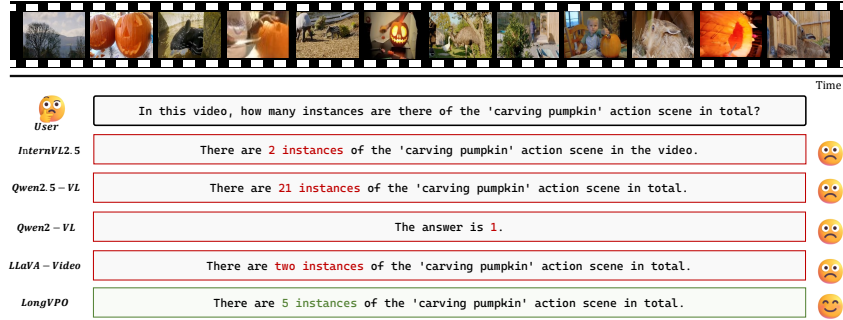 Time
User
In this video, how many instances are there of the 'carving pumpkin' action scene in total?
InternVL2.5
There are 2 instances of the 'carving pumpkin' action scene in the video.
Qwen2.5-VL
There are 21 instances of the 'carving pumpkin' action scene in total.
Qwen2-VL
The answer is 1.
LLaVA-Video
There are two instances of the 'carving pumpkin' action scene in total.
LongVPO
There are 5 instances of the 'carving pumpkin' action scene in total.